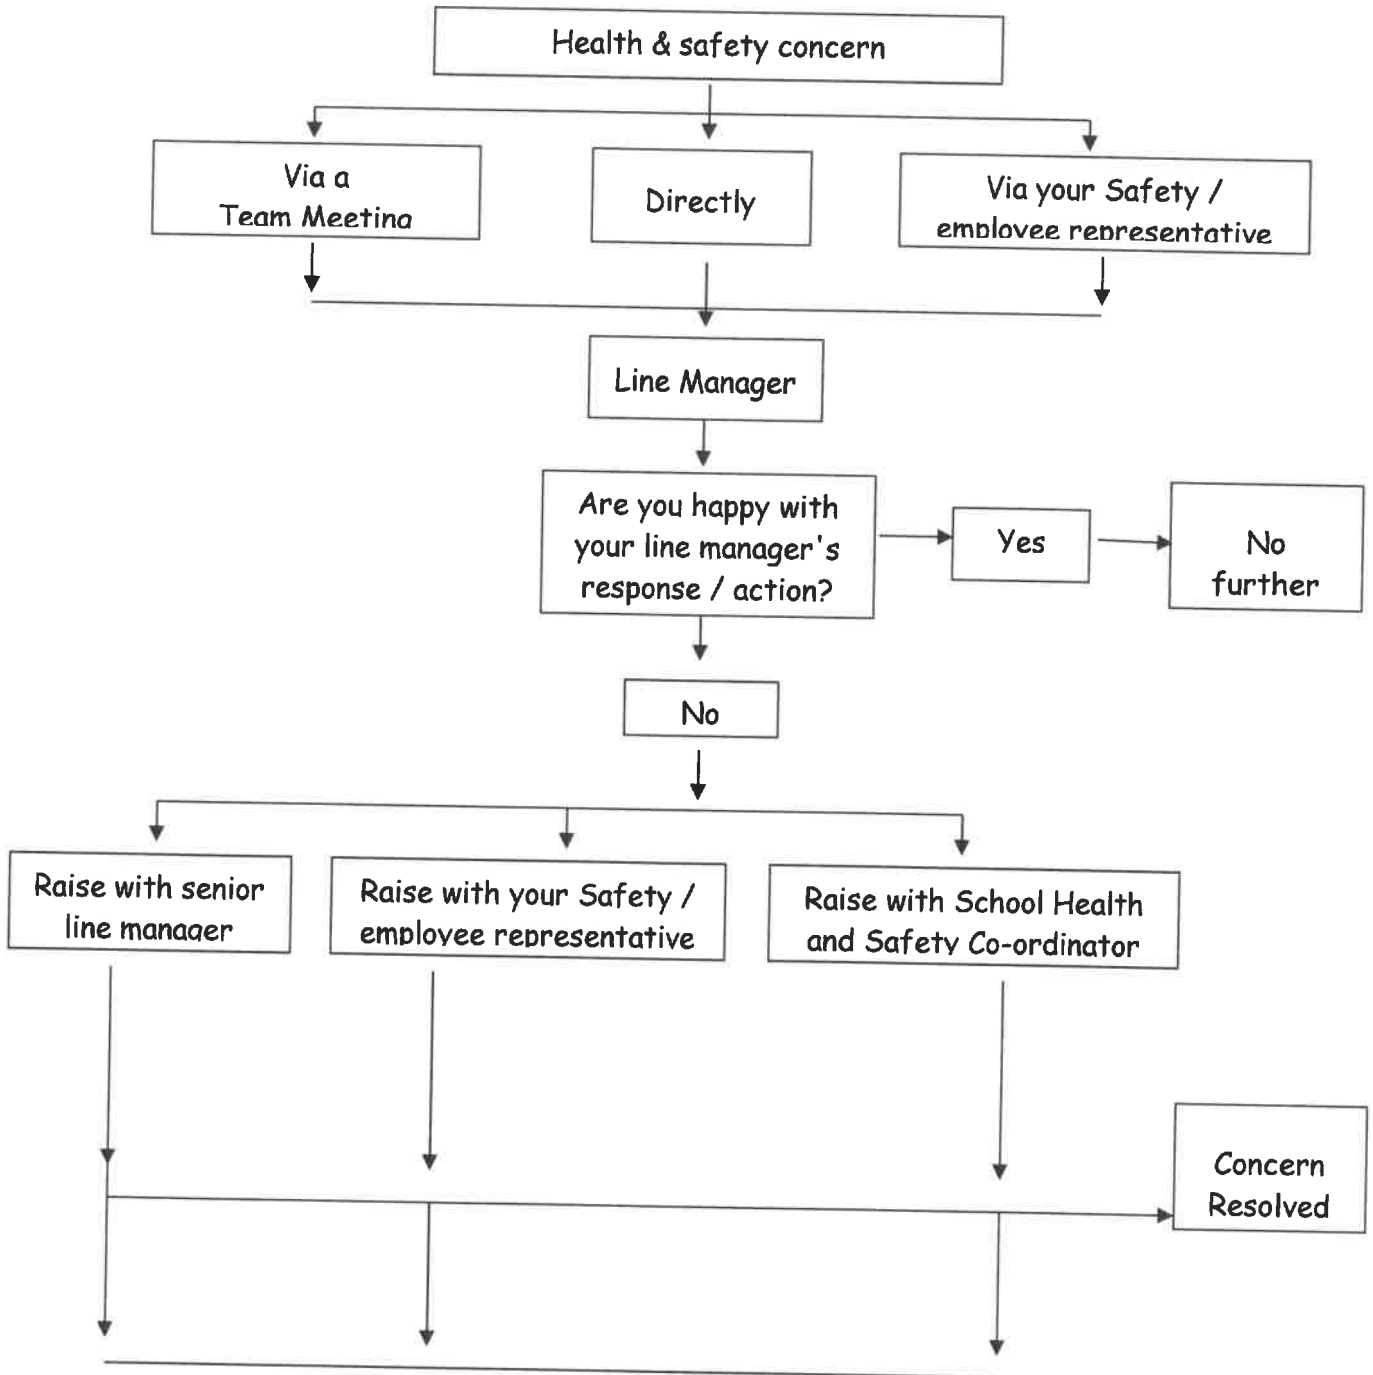 Health & safety concern
Via a
Team Meeting
Directly
Via your Safety /
employee representative
Line Manager
Are you happy with
your line manager's
response / action?
Yes
No
further
No
Raise with senior
line manager
Raise with your Safety /
employee representative
Raise with School Health
and Safety Co-ordinator
Concern
Resolved